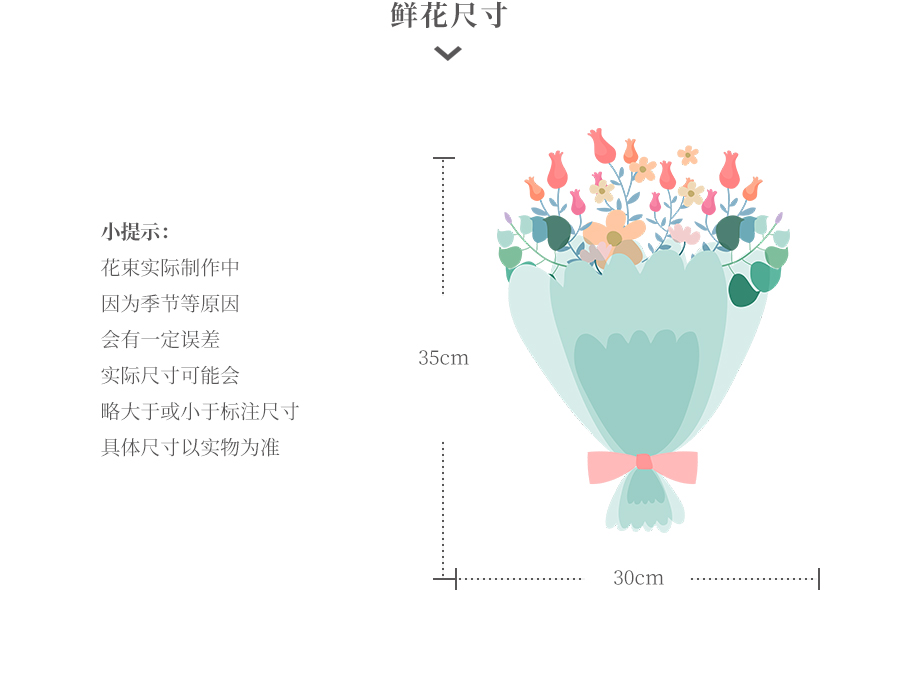 鲜花尺寸
小提示：
花束实际制作中
因为季节等原因
会有一定误差
实际尺寸可能会
略大于或小于标注尺寸
具体尺寸以实物为准
35cm
30cm